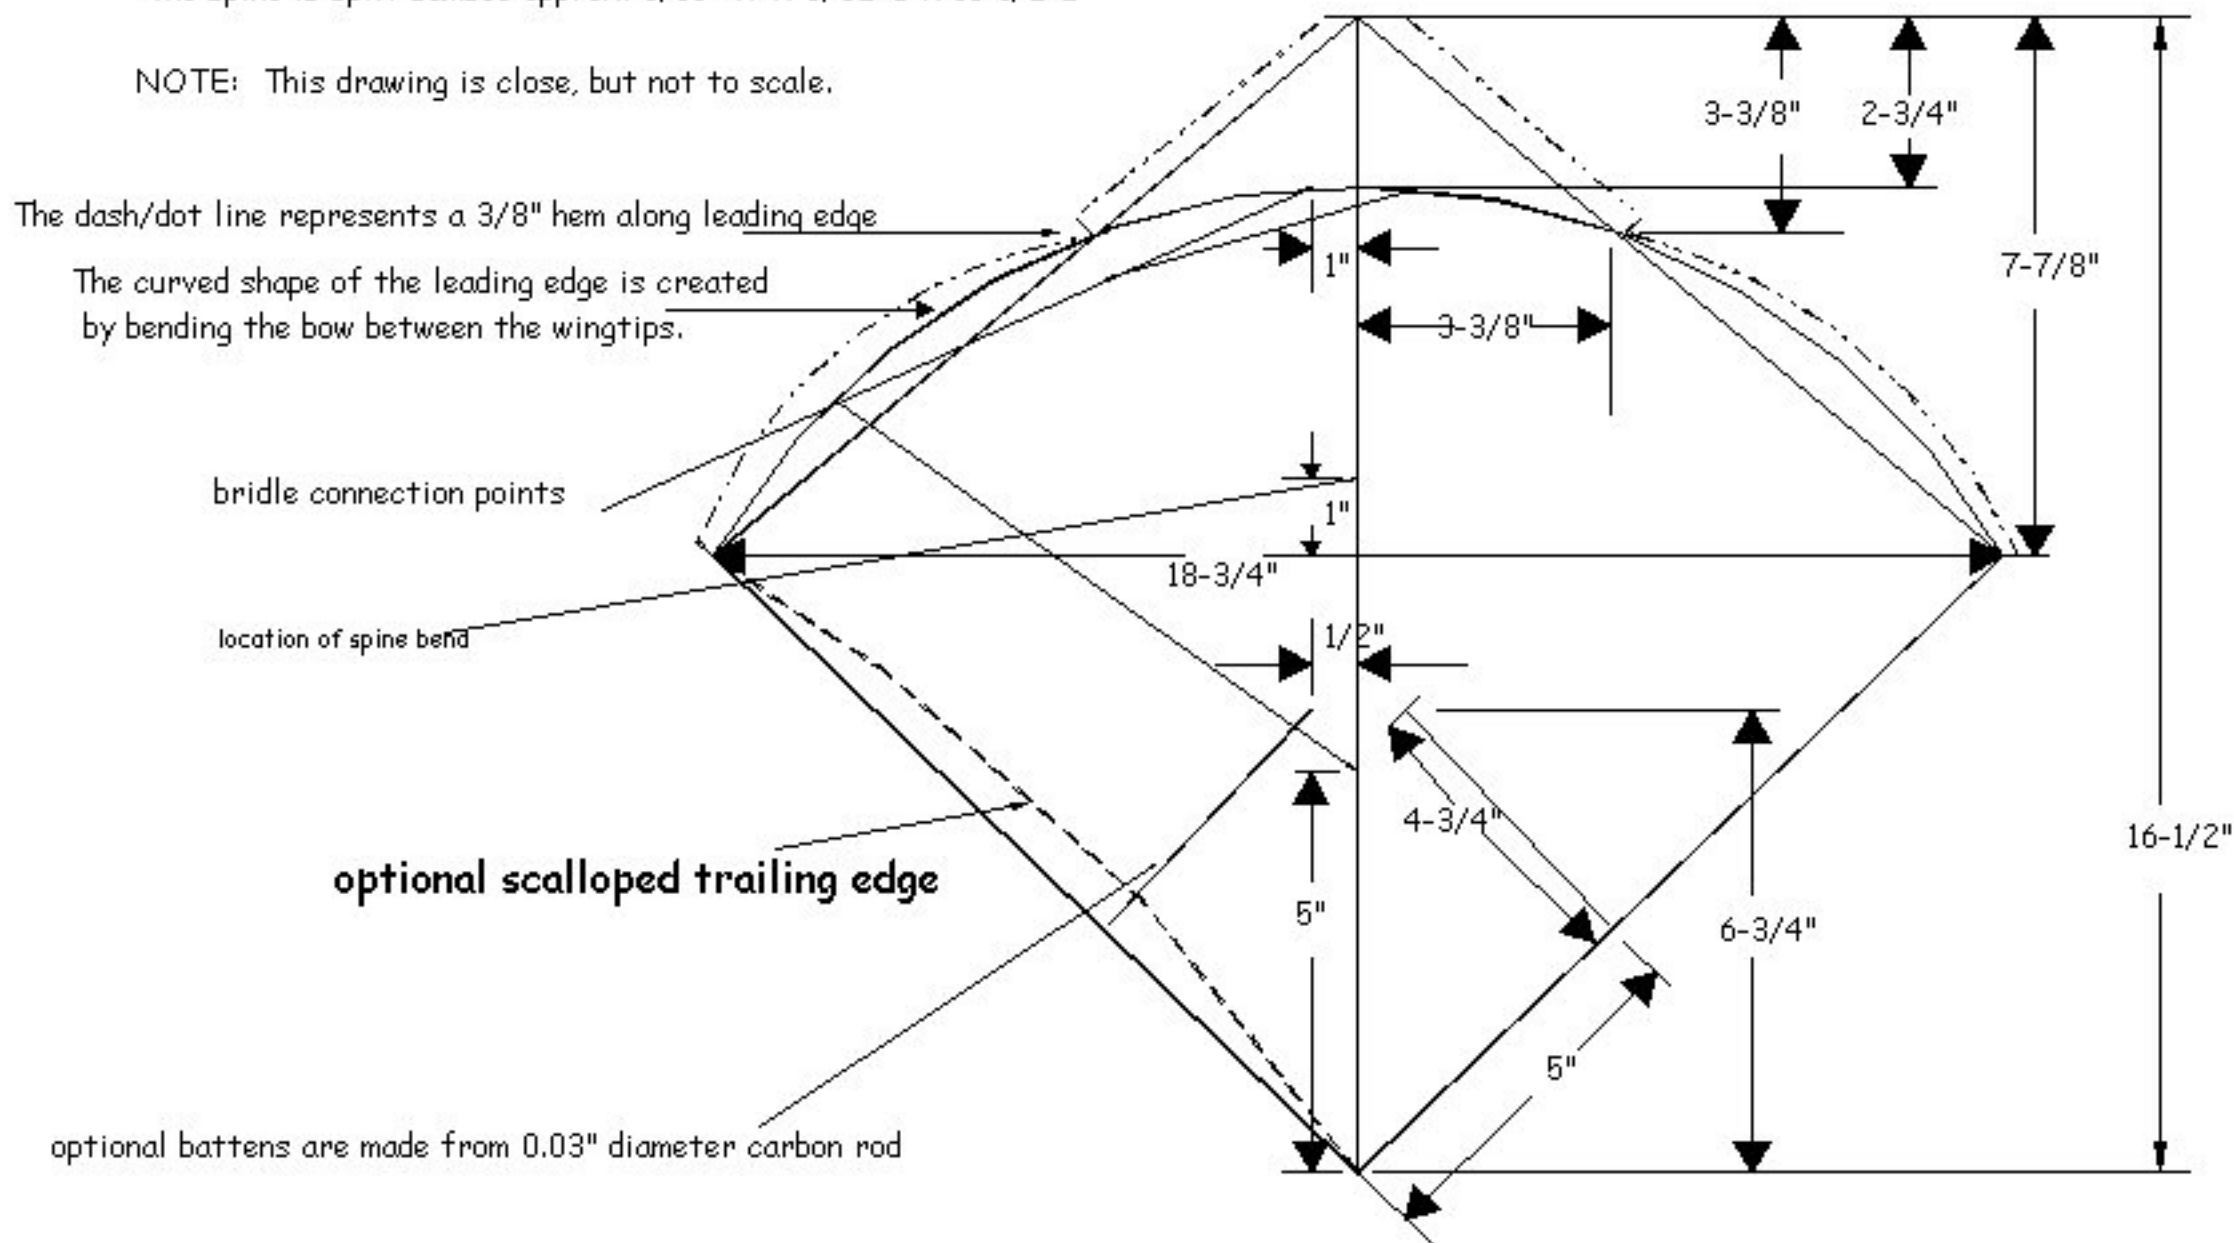 NOTE: This drawing is close, but not to scale.
3-3/8"
2-3/4"
The dash/dot line represents a 3/8" hem along leading edge
1"
7-7/8"
The curved shape of the leading edge is created
by bending the bow between the wingtips.
3-3/8"
bridle connection points
1"
18-3/4"
location of spine bend
1/2"
4-3/4"
16-1/2"
optional scalloped trailing edge
5"
6-3/4"
5"
optional battens are made from 0.03" diameter carbon rod